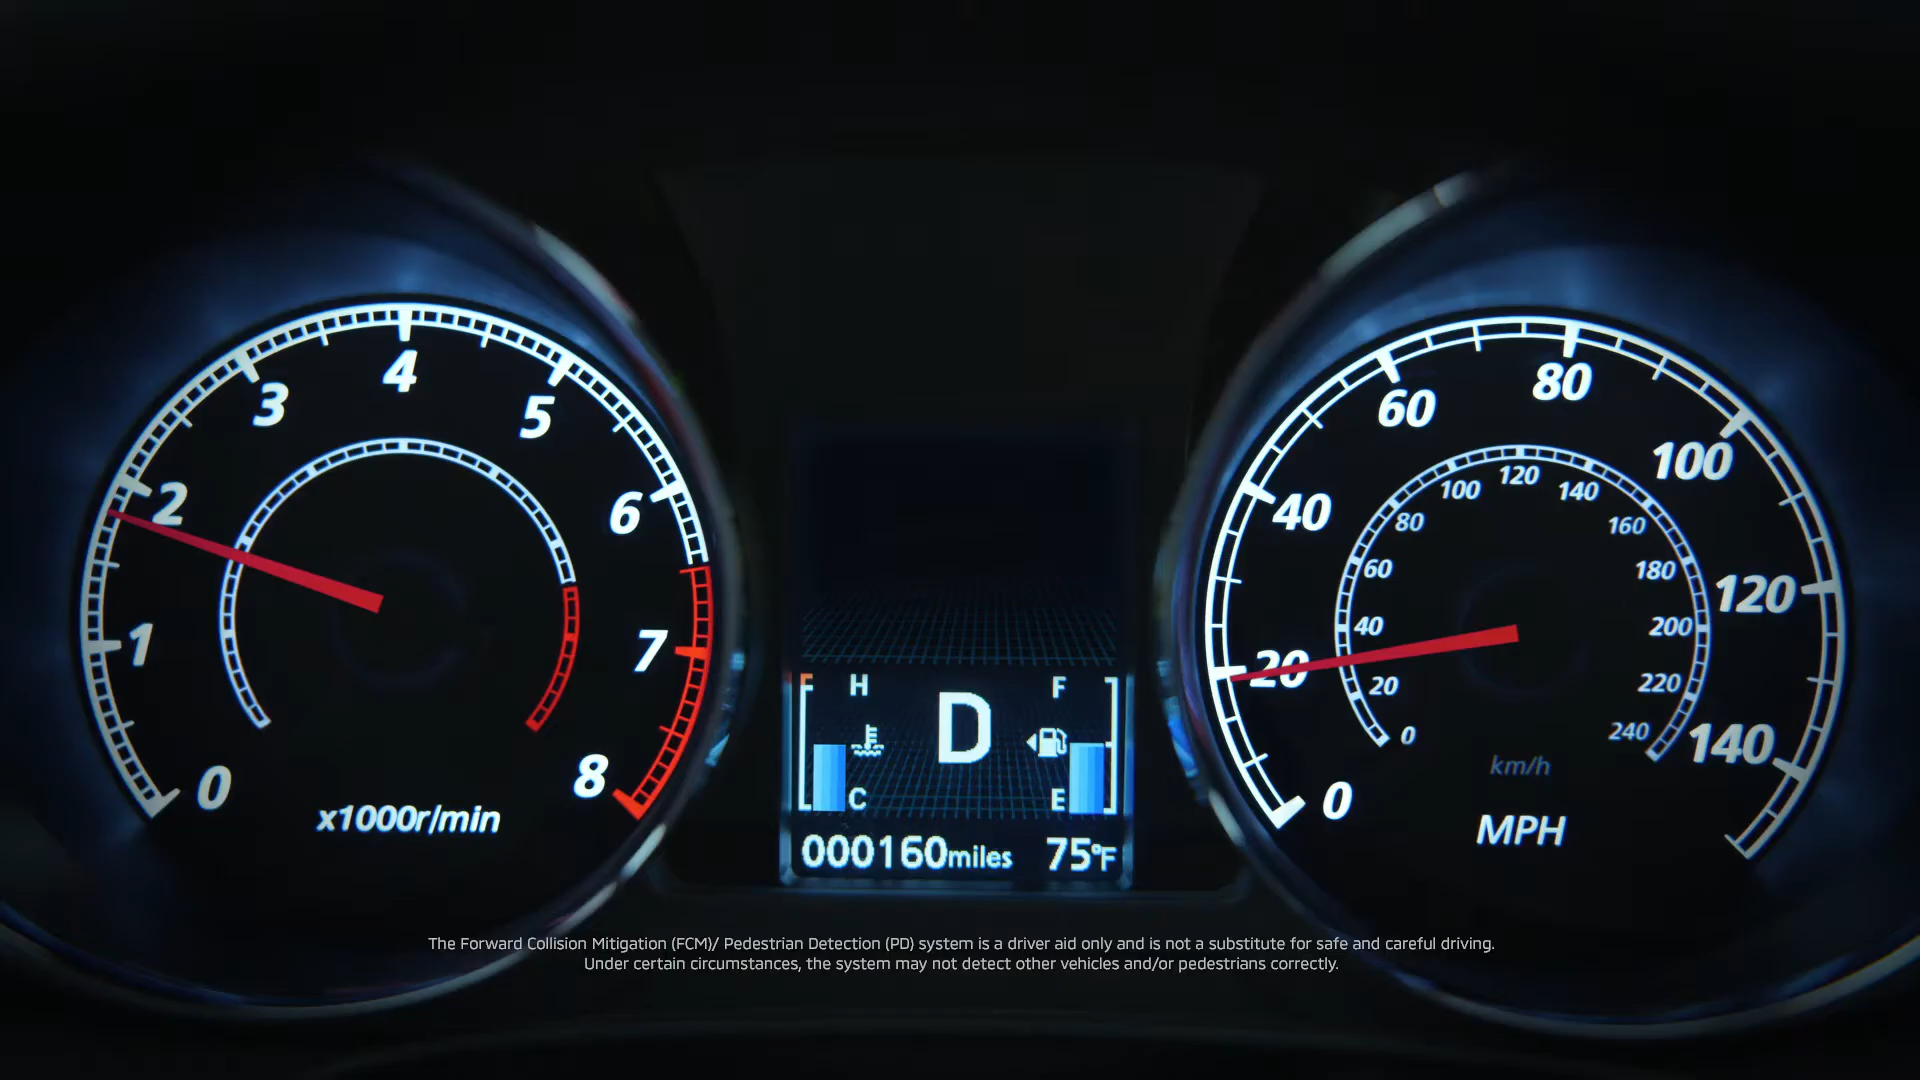 0
1
2
3
4
5
6
7
8
x1000r/min
H
C
D
F
E
000160miles
75°F
0
20
40
60
80
100
120
140
0
20
40
60
80
100
120
140
160
180
200
220
240
km/h
MPH
The Forward Collision Mitigation (FCM)/ Pedestrian Detection (PD) system is a driver aid only and is not a substitute for safe and careful driving.
Under certain circumstances, the system may not detect other vehicles and/or pedestrians correctly.